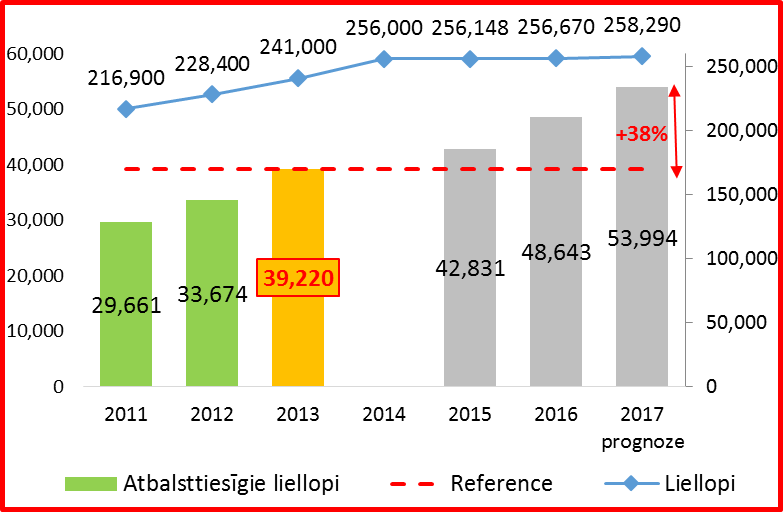 216,900 228,400 241,000 256,000 256,148 256,670 258,290
60,000
50,000
40,000
30,000
20,000
10,000
0
250,000
200,000
150,000
100,000
50,000
0
+38%
29,661 33,674 39,220 42,831 48,643 53,994
2011 2012 2013 2014 2015 2016 2017
prognoze
Atbalsttiesīgie liellopi Reference Liellopi